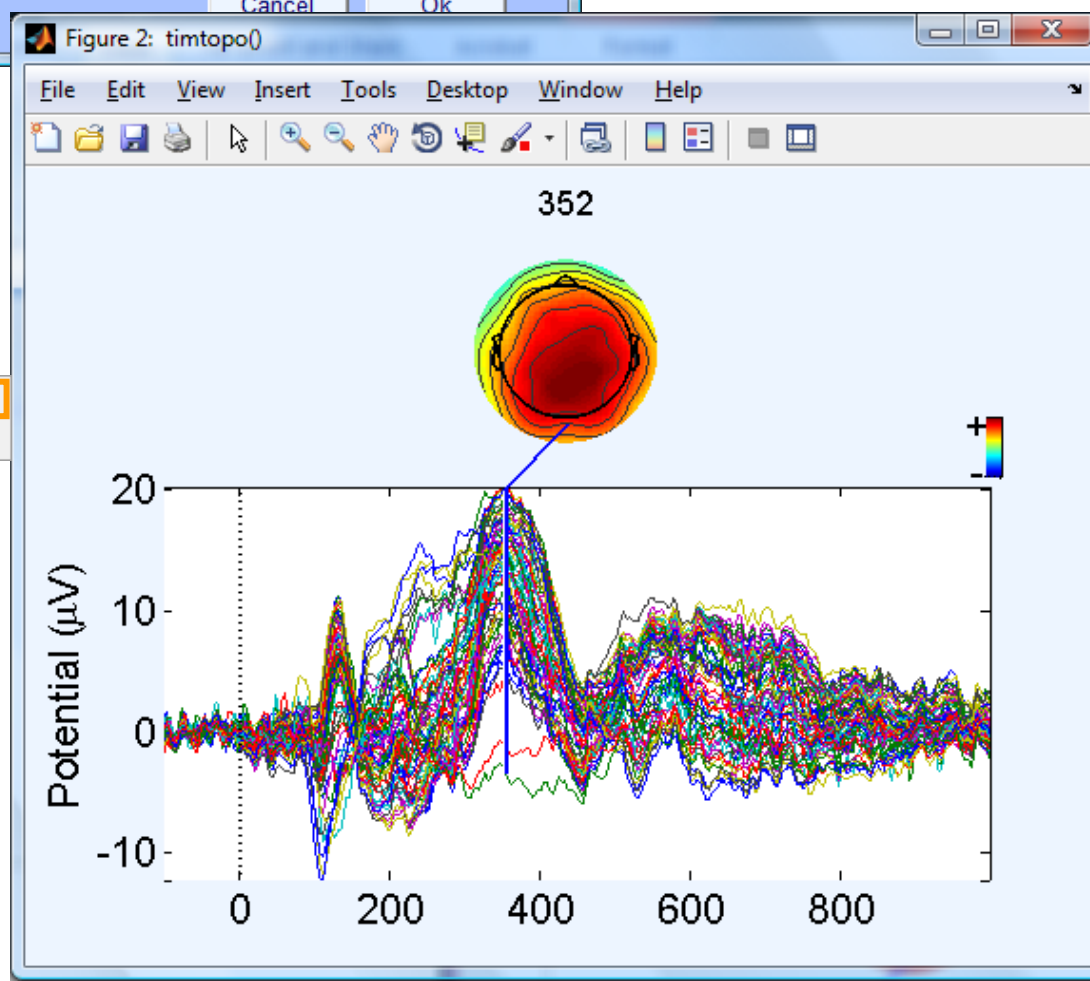 Cancel Ok
Figure 2: timtopo()
File Edit View Insert Tools Desktop Window Help
352
+
-
20
10
0
-10
Potential (μV)
0 200 400 600 800